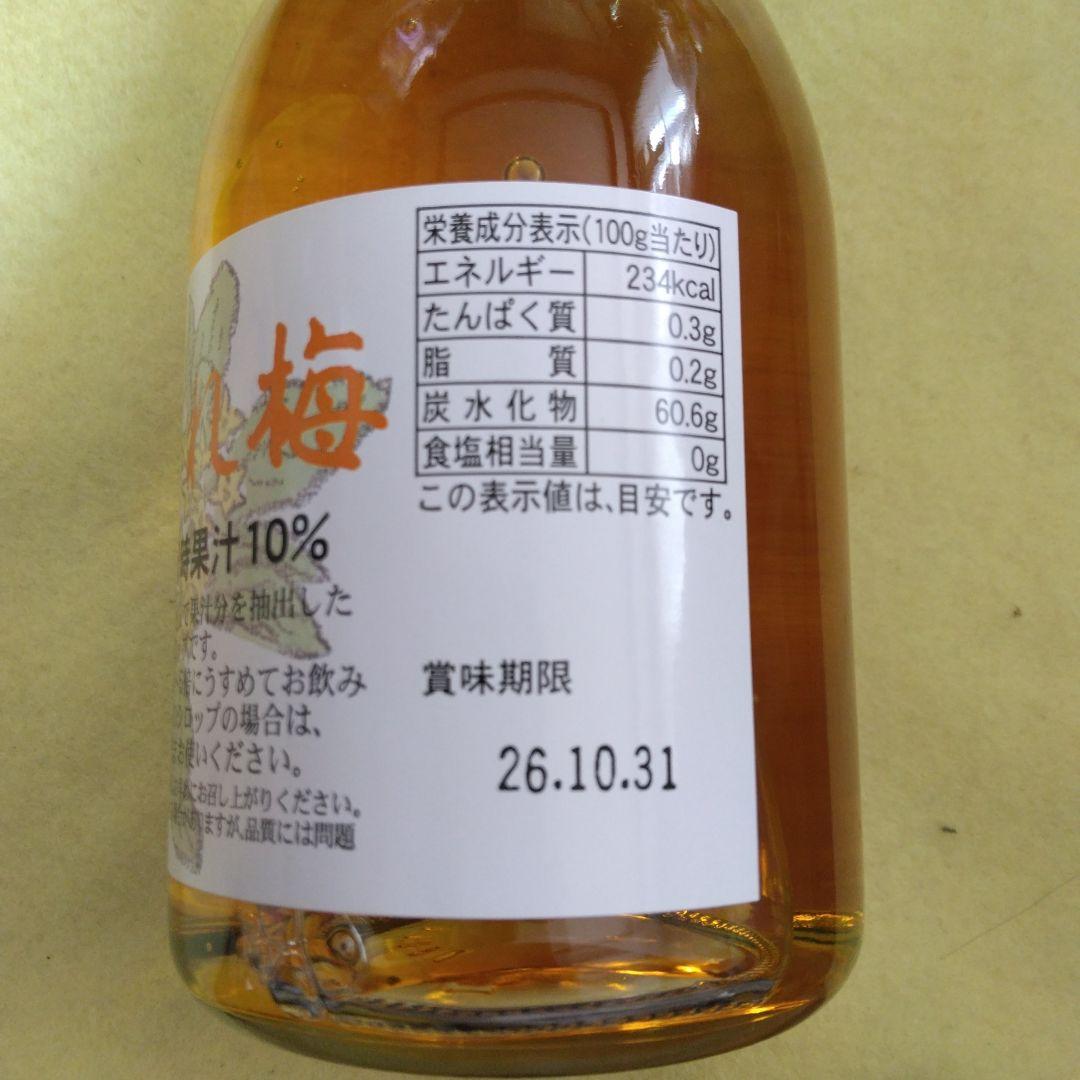 れ梅
果汁10%
で果汁分を抽出した
です。
にうすめてお飲み
ロップの場合は、
お使いください。
にお召し上がりください。
ますが、品質には問題
栄養成分表示(100g当たり)
エネルギー 234kcal
たんぱく質 0.3g
脂質 0.2g
炭水化物 60.6g
食塩相当量 0g
この表示値は、目安です。
賞味期限
26.10.31